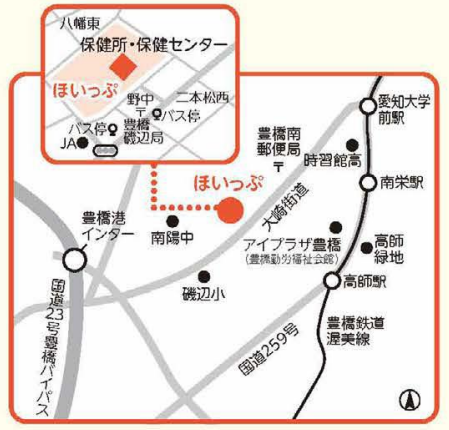 八幡東
保健所・保健センター
ほいっぷ
野中
〒
二本松西
バス停
バス停
豊橋
磯辺局
JA
愛知大学
前駅
豊橋南
郵便局
〒
時習館高
ほいっぷ
大崎街道
南栄駅
豊橋港
インター
南陽中
アイプラザ豊橋
(豊橋勤労福祉会館)
高師
緑地
磯辺小
高師駅
国道23号豊橋バイパス
国道259号
豊橋鉄道
渥美線